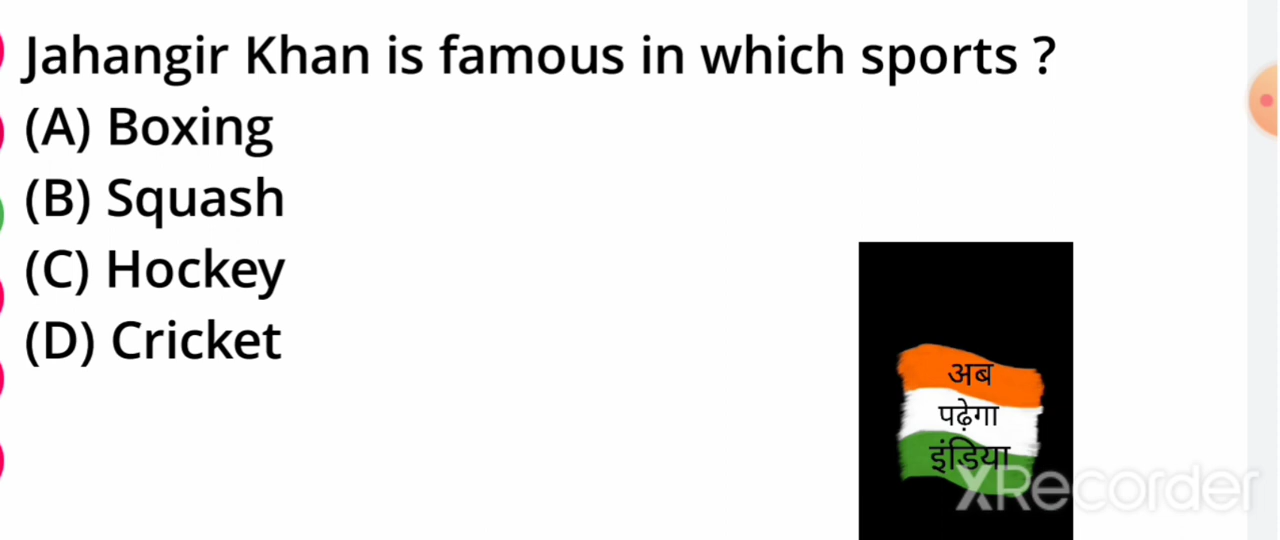 Jahangir Khan is famous in which sports ?
(A) Boxing
(B) Squash
(C) Hockey
(D) Cricket
अब
पढ़ेगा
इंडिया
XRecorder